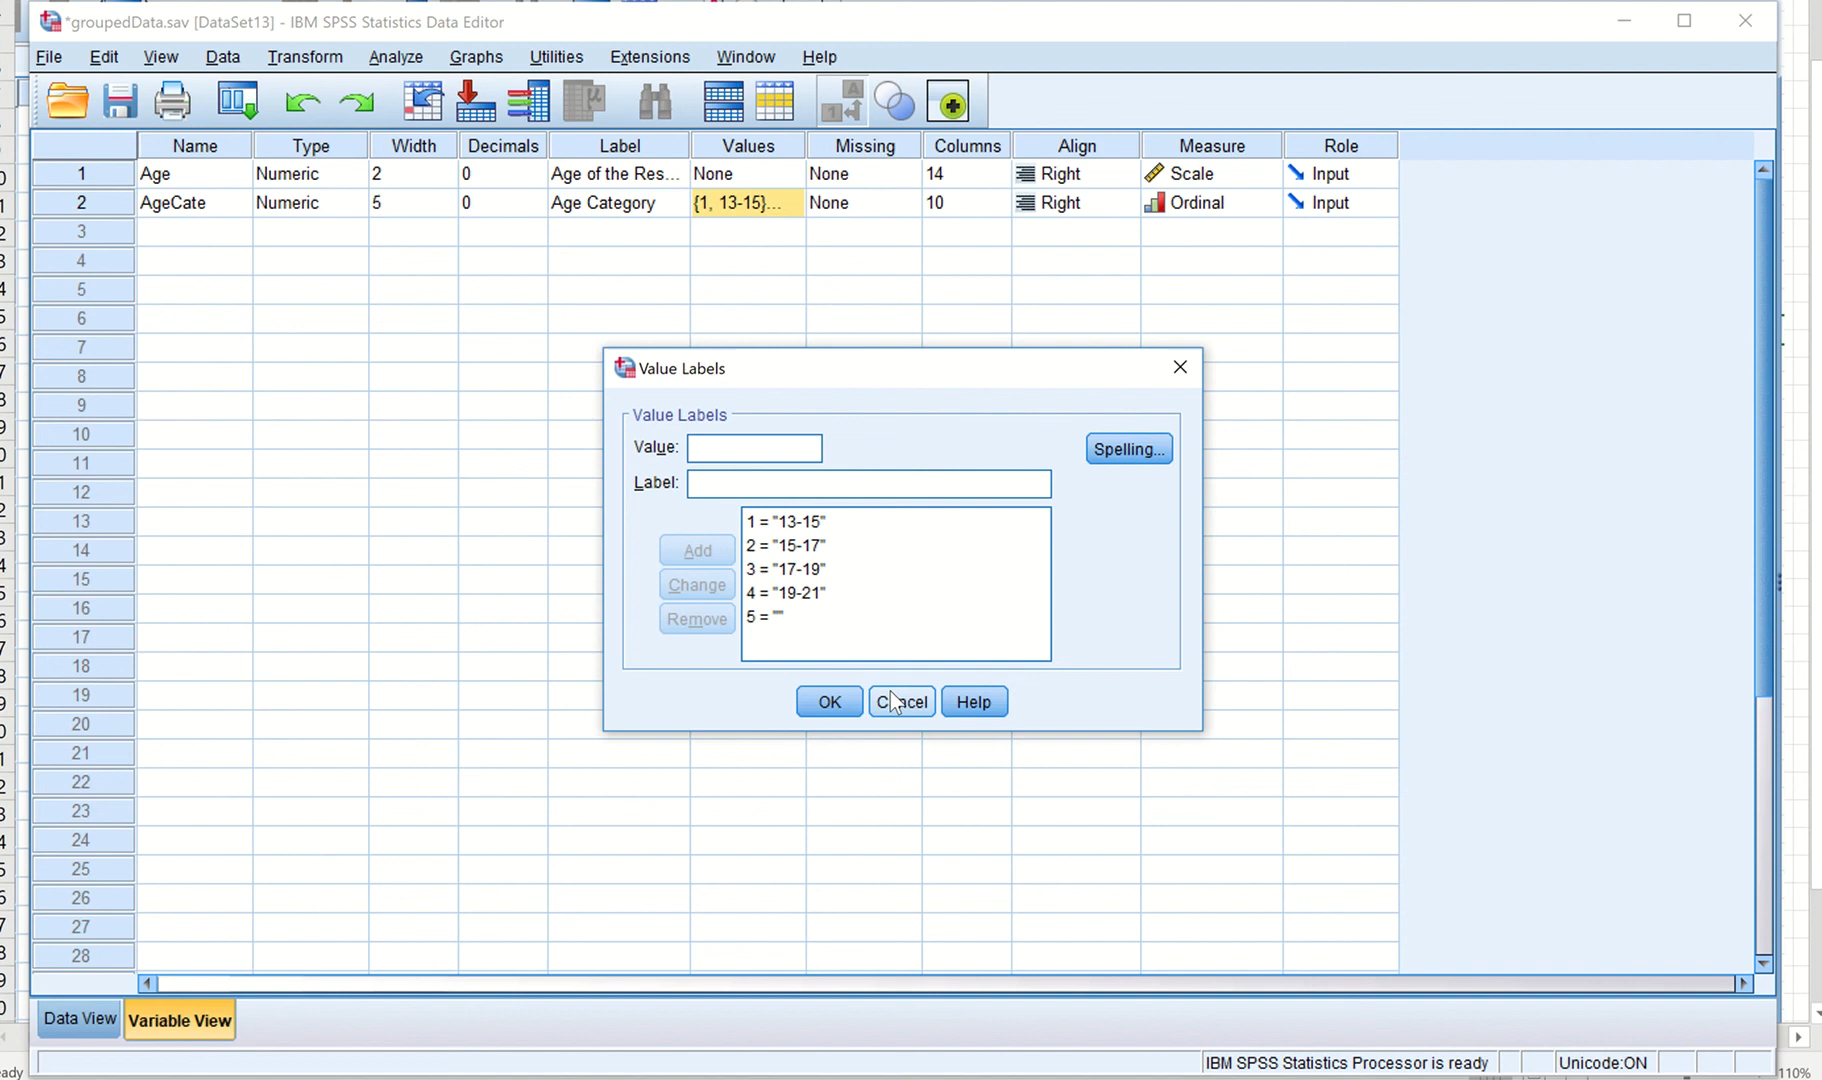 *groupedData.sav [DataSet13] - IBM SPSS Statistics Data Editor
File Edit View Data Transform Analyze Graphs Utilities Extensions Window Help
Name Type Width Decimals Label Values Missing Columns Align Measure Role
1 Age Numeric 2 0 Age of the Res... None None 14 Right Scale Input
2 AgeCate Numeric 5 0 Age Category {1, 13-15}... None 10 Right Ordinal Input
3
4
5
6
7
8
9
10
11
12
13
14
15
16
17
18
19
20
21
22
23
24
25
26
27
28
Value Labels
Value Labels
Value:
Spelling...
Label:
1 = "13-15"
2 = "15-17"
3 = "17-19"
4 = "19-21"
5 = ""
Add
Change
Remove
OK Cancel Help
Data View Variable View
IBM SPSS Statistics Processor is ready Unicode:ON
110%